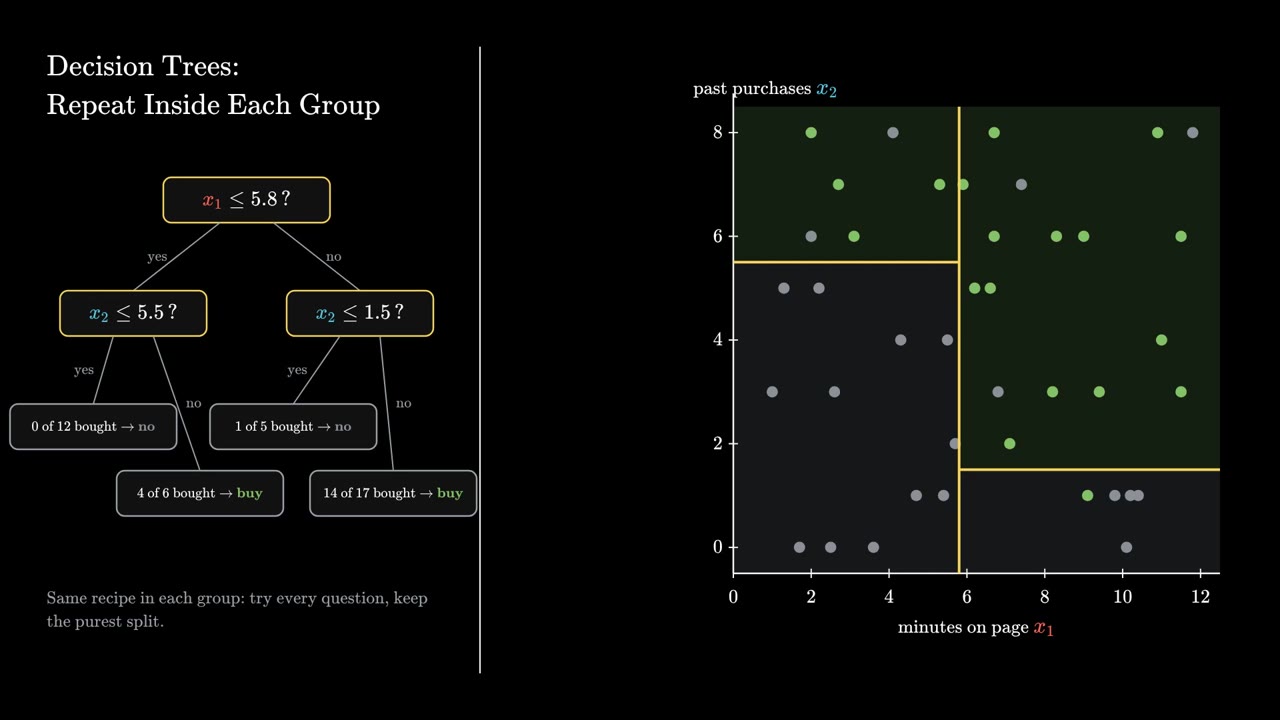 Decision Trees:
Repeat Inside Each Group
x₁ ≤ 5.8 ?
yes
no
x₂ ≤ 5.5 ?
x₂ ≤ 1.5 ?
yes
no
yes
no
0 of 12 bought → no
1 of 5 bought → no
4 of 6 bought → buy
14 of 17 bought → buy
Same recipe in each group: try every question, keep
the purest split.
past purchases x₂
8
6
4
2
0
0 2 4 6 8 10 12
minutes on page x₁